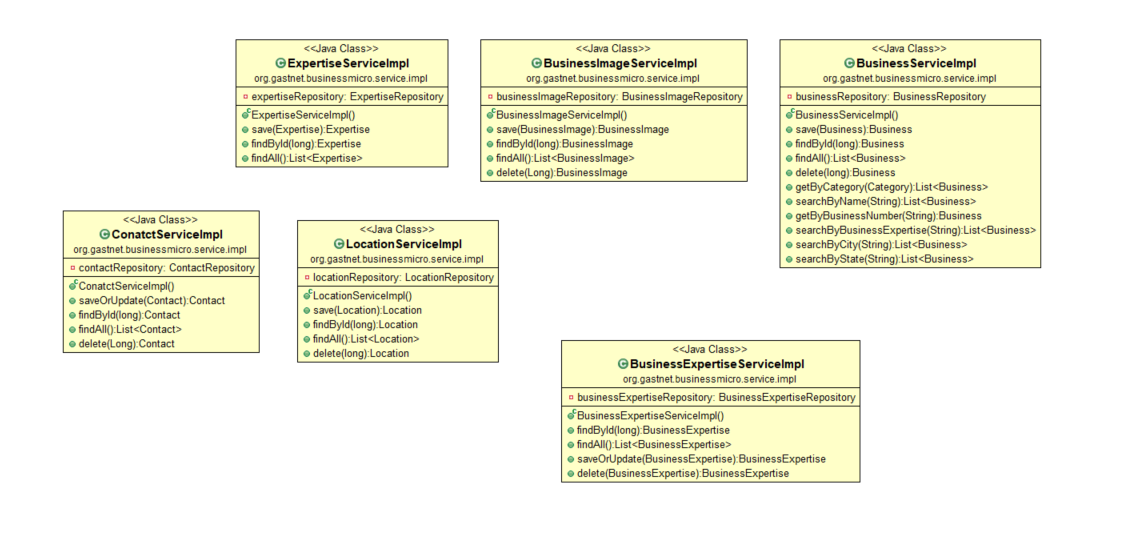 <<Java Class>>
ExpertiseServiceImpl
org.gastnet.businessmicro.service.impl
expertiseRepository: ExpertiseRepository
ExpertiseServiceImpl()
save(Expertise):Expertise
findById(long):Expertise
findAll():List<Expertise>
<<Java Class>>
BusinessImageServiceImpl
org.gastnet.businessmicro.service.impl
businessImageRepository: BusinessImageRepository
BusinessImageServiceImpl()
save(BusinessImage):BusinessImage
findById(long):BusinessImage
findAll():List<BusinessImage>
delete(Long):BusinessImage
<<Java Class>>
BusinessServiceImpl
org.gastnet.businessmicro.service.impl
businessRepository: BusinessRepository
BusinessServiceImpl()
save(Business):Business
findById(long):Business
findAll():List<Business>
delete(long):Business
getByCategory(Category):List<Business>
searchByName(String):List<Business>
getByBusinessNumber(String):Business
searchByBusinessExpertise(String):List<Business>
searchByCity(String):List<Business>
searchByState(String):List<Business>
<<Java Class>>
ConatctServiceImpl
org.gastnet.businessmicro.service.impl
contactRepository: ContactRepository
ConatctServiceImpl()
saveOrUpdate(Contact):Contact
findById(long):Contact
findAll():List<Contact>
delete(Long):Contact
<<Java Class>>
LocationServiceImpl
org.gastnet.businessmicro.service.impl
locationRepository: LocationRepository
LocationServiceImpl()
save(Location):Location
findById(long):Location
findAll():List<Location>
delete(long):Location
<<Java Class>>
BusinessExpertiseServiceImpl
org.gastnet.businessmicro.service.impl
businessExpertiseRepository: BusinessExpertiseRepository
BusinessExpertiseServiceImpl()
findById(long):BusinessExpertise
findAll():List<BusinessExpertise>
saveOrUpdate(BusinessExpertise):BusinessExpertise
delete(BusinessExpertise):BusinessExpertise